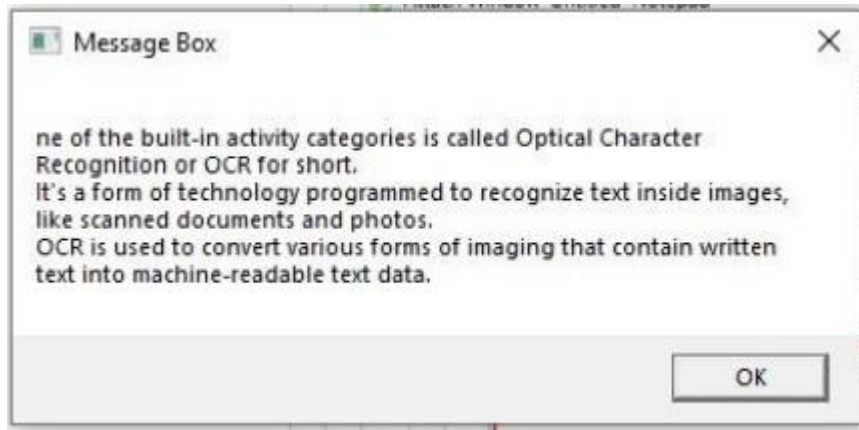 Message Box
ne of the built-in activity categories is called Optical Character
Recognition or OCR for short.
It's a form of technology programmed to recognize text inside images,
like scanned documents and photos.
OCR is used to convert various forms of imaging that contain written
text into machine-readable text data.
OK